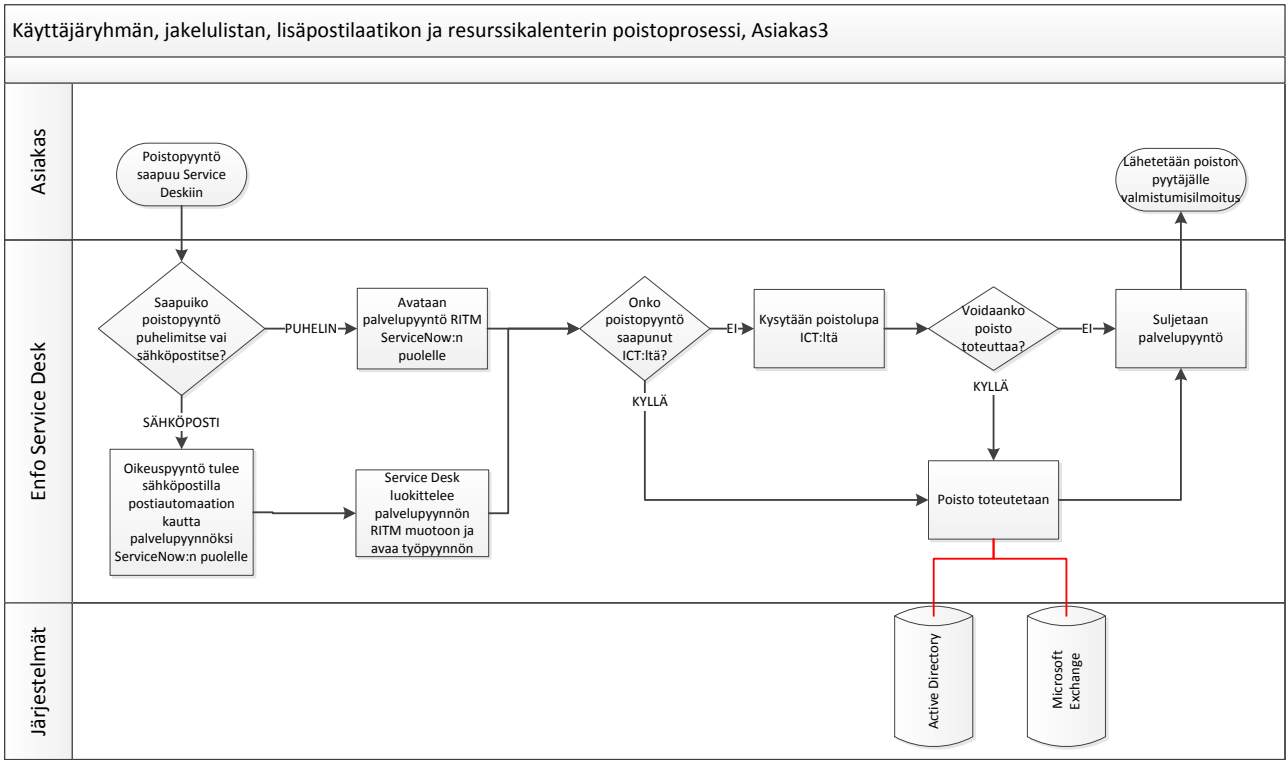 Käyttäjäryhmän, jakelulistan, lisäpostilaatikon ja resurssikalenterin poistoprosessi, Asiakas3
Asiakas
Poistopyyntö
saapuu Service
Deskiin
Lähetetään poiston
pyytäjälle
valmistumisilmoitus
Enfo Service Desk
Saapuiko
poistopyyntö
puhelimitse vai
sähköpostitse?
PUHELIN
Avataan
palvelupyyntö RITM
ServiceNow:n
puolelle
Onko
poistopyyntö
saapunut
ICT:ltä?
EI
Kysytään poistolupa
ICT:ltä
Voidaanko
poisto
toteuttaa?
EI
Suljetaan
palvelupyyntö
SÄHKÖPOSTI
KYLLÄ
KYLLÄ
Oikeuspyyntö tulee
sähköpostilla
postiautomaation
kautta
palvelupyynnöksi
ServiceNow:n puolelle
Service Desk
luokittelee
palvelupyynnön
RITM muotoon ja
avaa työpyynnön
Poisto toteutetaan
Järjestelmät
Active Directory
Microsoft
Exchange